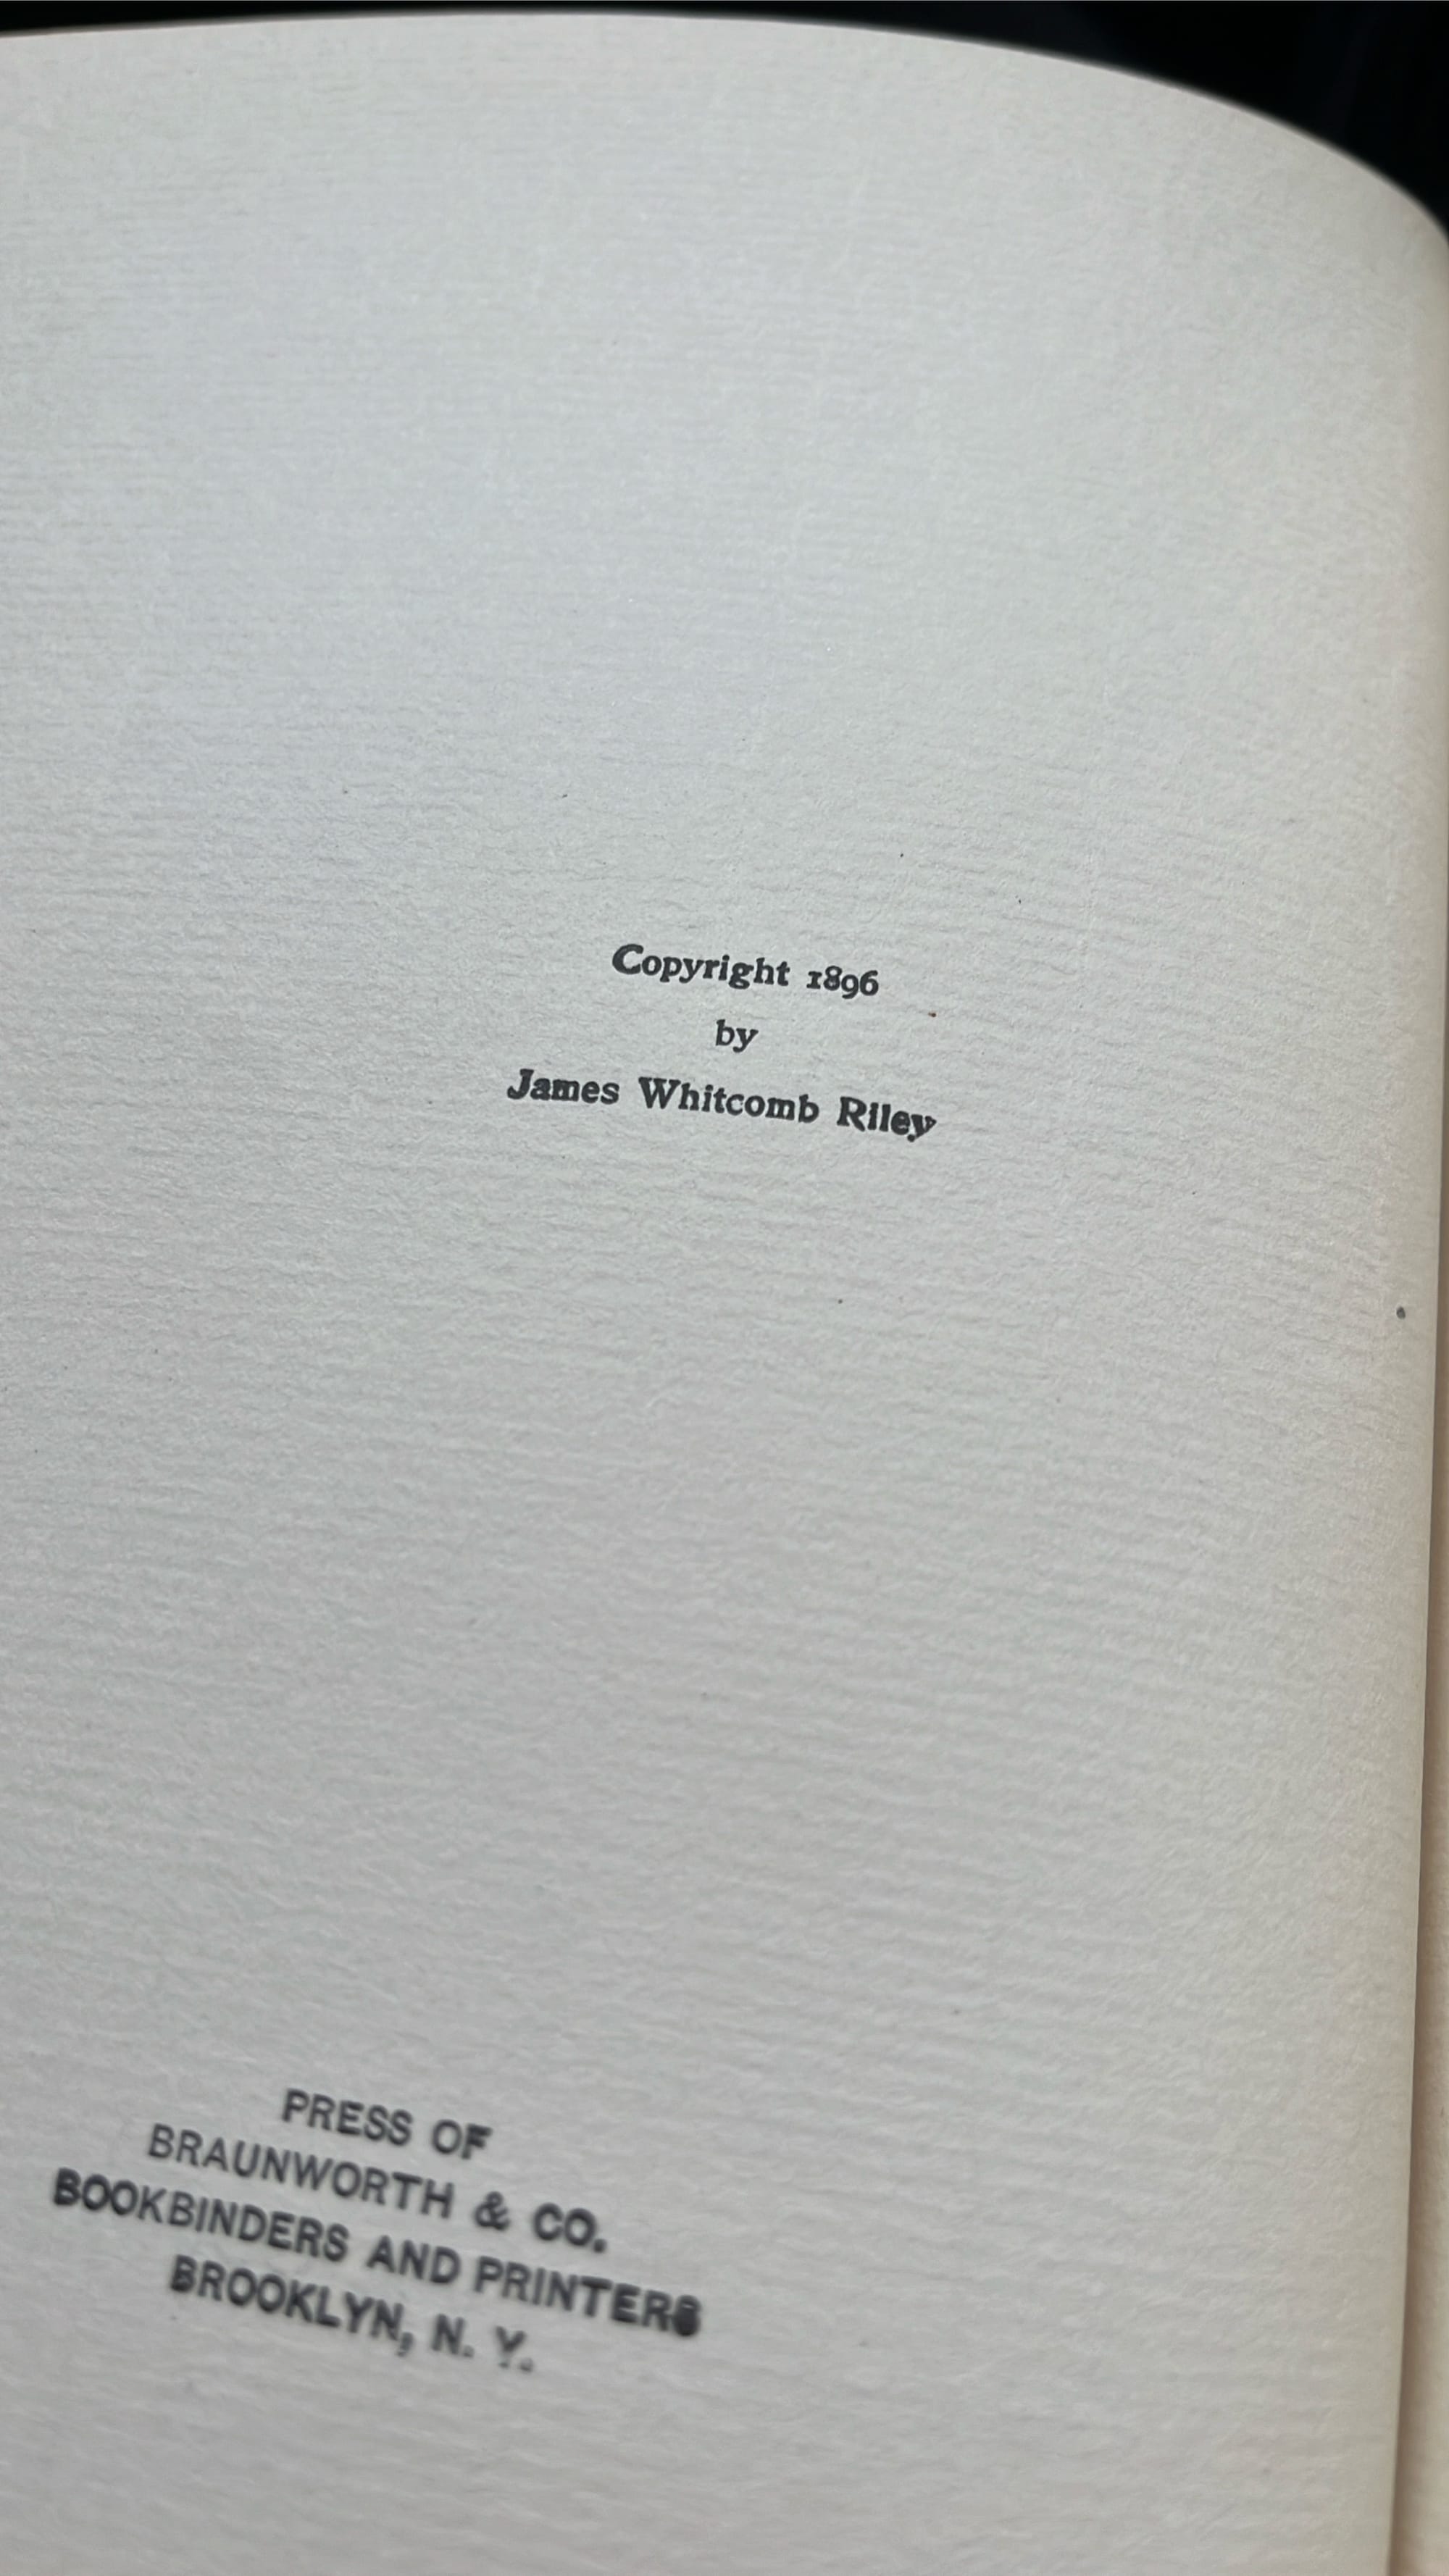 Copyright 1896
by
James Whitcomb Riley
PRESS OF
BRAUNWORTH & CO.
BOOKBINDERS AND PRINTERS
BROOKLYN, N. Y.